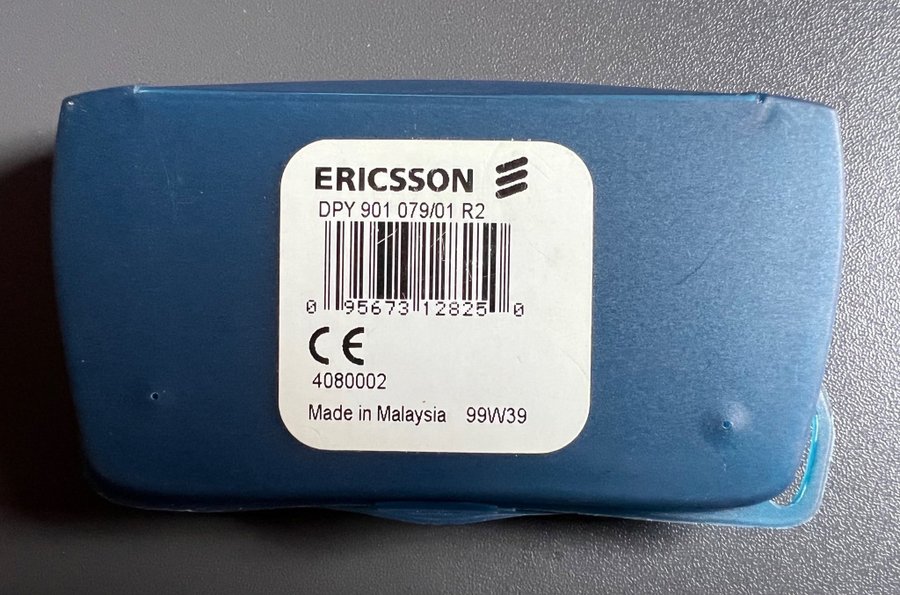 ERICSSON
DPY 901 079/01 R2
0 95673 12825 0
CE
4080002
Made in Malaysia 99W39